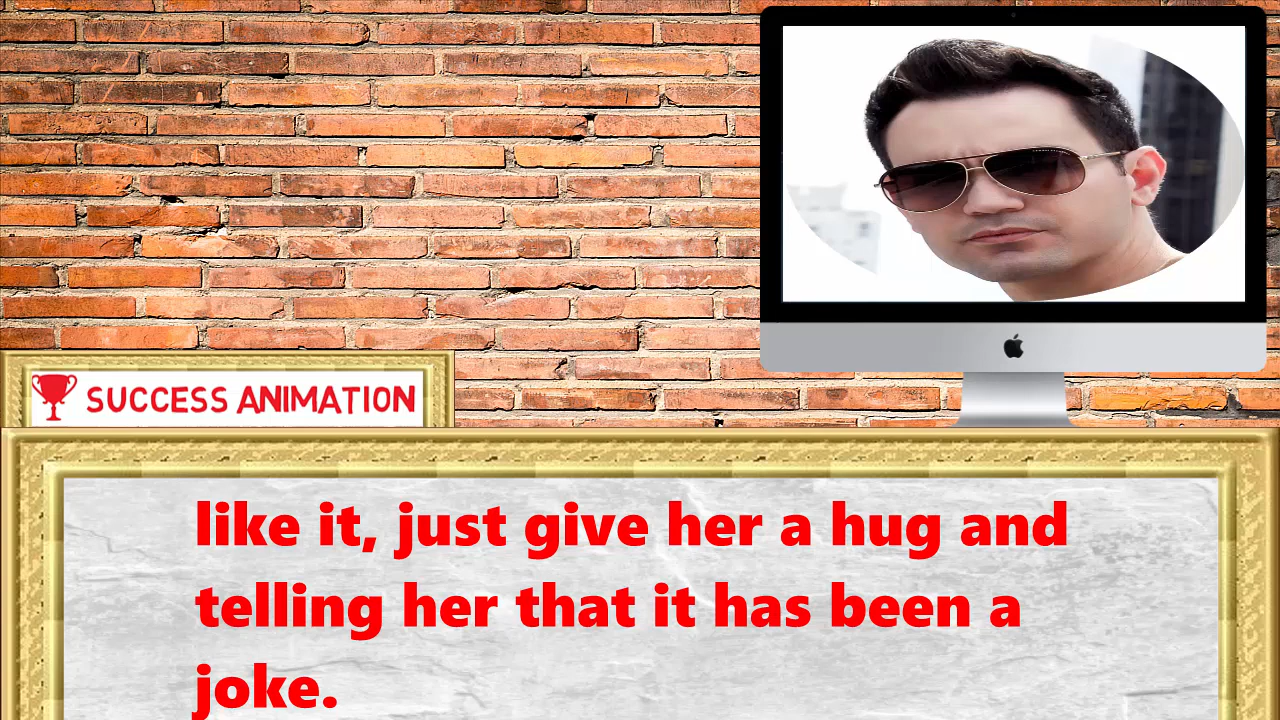 SUCCESS ANIMATION
like it, just give her a hug and
telling her that it has been a
joke.